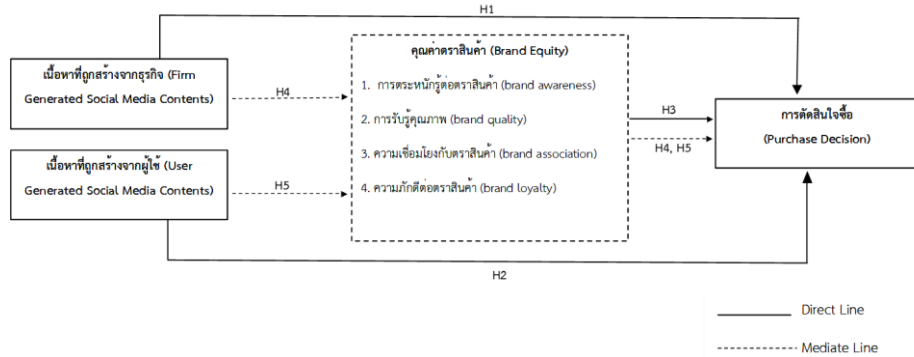 H1
คุณค่าตราสินค้า (Brand Equity)
เนื้อหาที่ถูกสร้างจากธุรกิจ (Firm
Generated Social Media Contents)
H4
1. การตระหนักรู้ต่อตราสินค้า (brand awareness)
2. การรับรู้คุณภาพ (brand quality)
3. ความเชื่อมโยงกับตราสินค้า (brand association)
4. ความภักดีต่อตราสินค้า (brand loyalty)
H3
H4, H5
การตัดสินใจซื้อ
(Purchase Decision)
เนื้อหาที่ถูกสร้างจากผู้ใช้ (User
Generated Social Media Contents)
H5
H2
Direct Line
Mediate Line